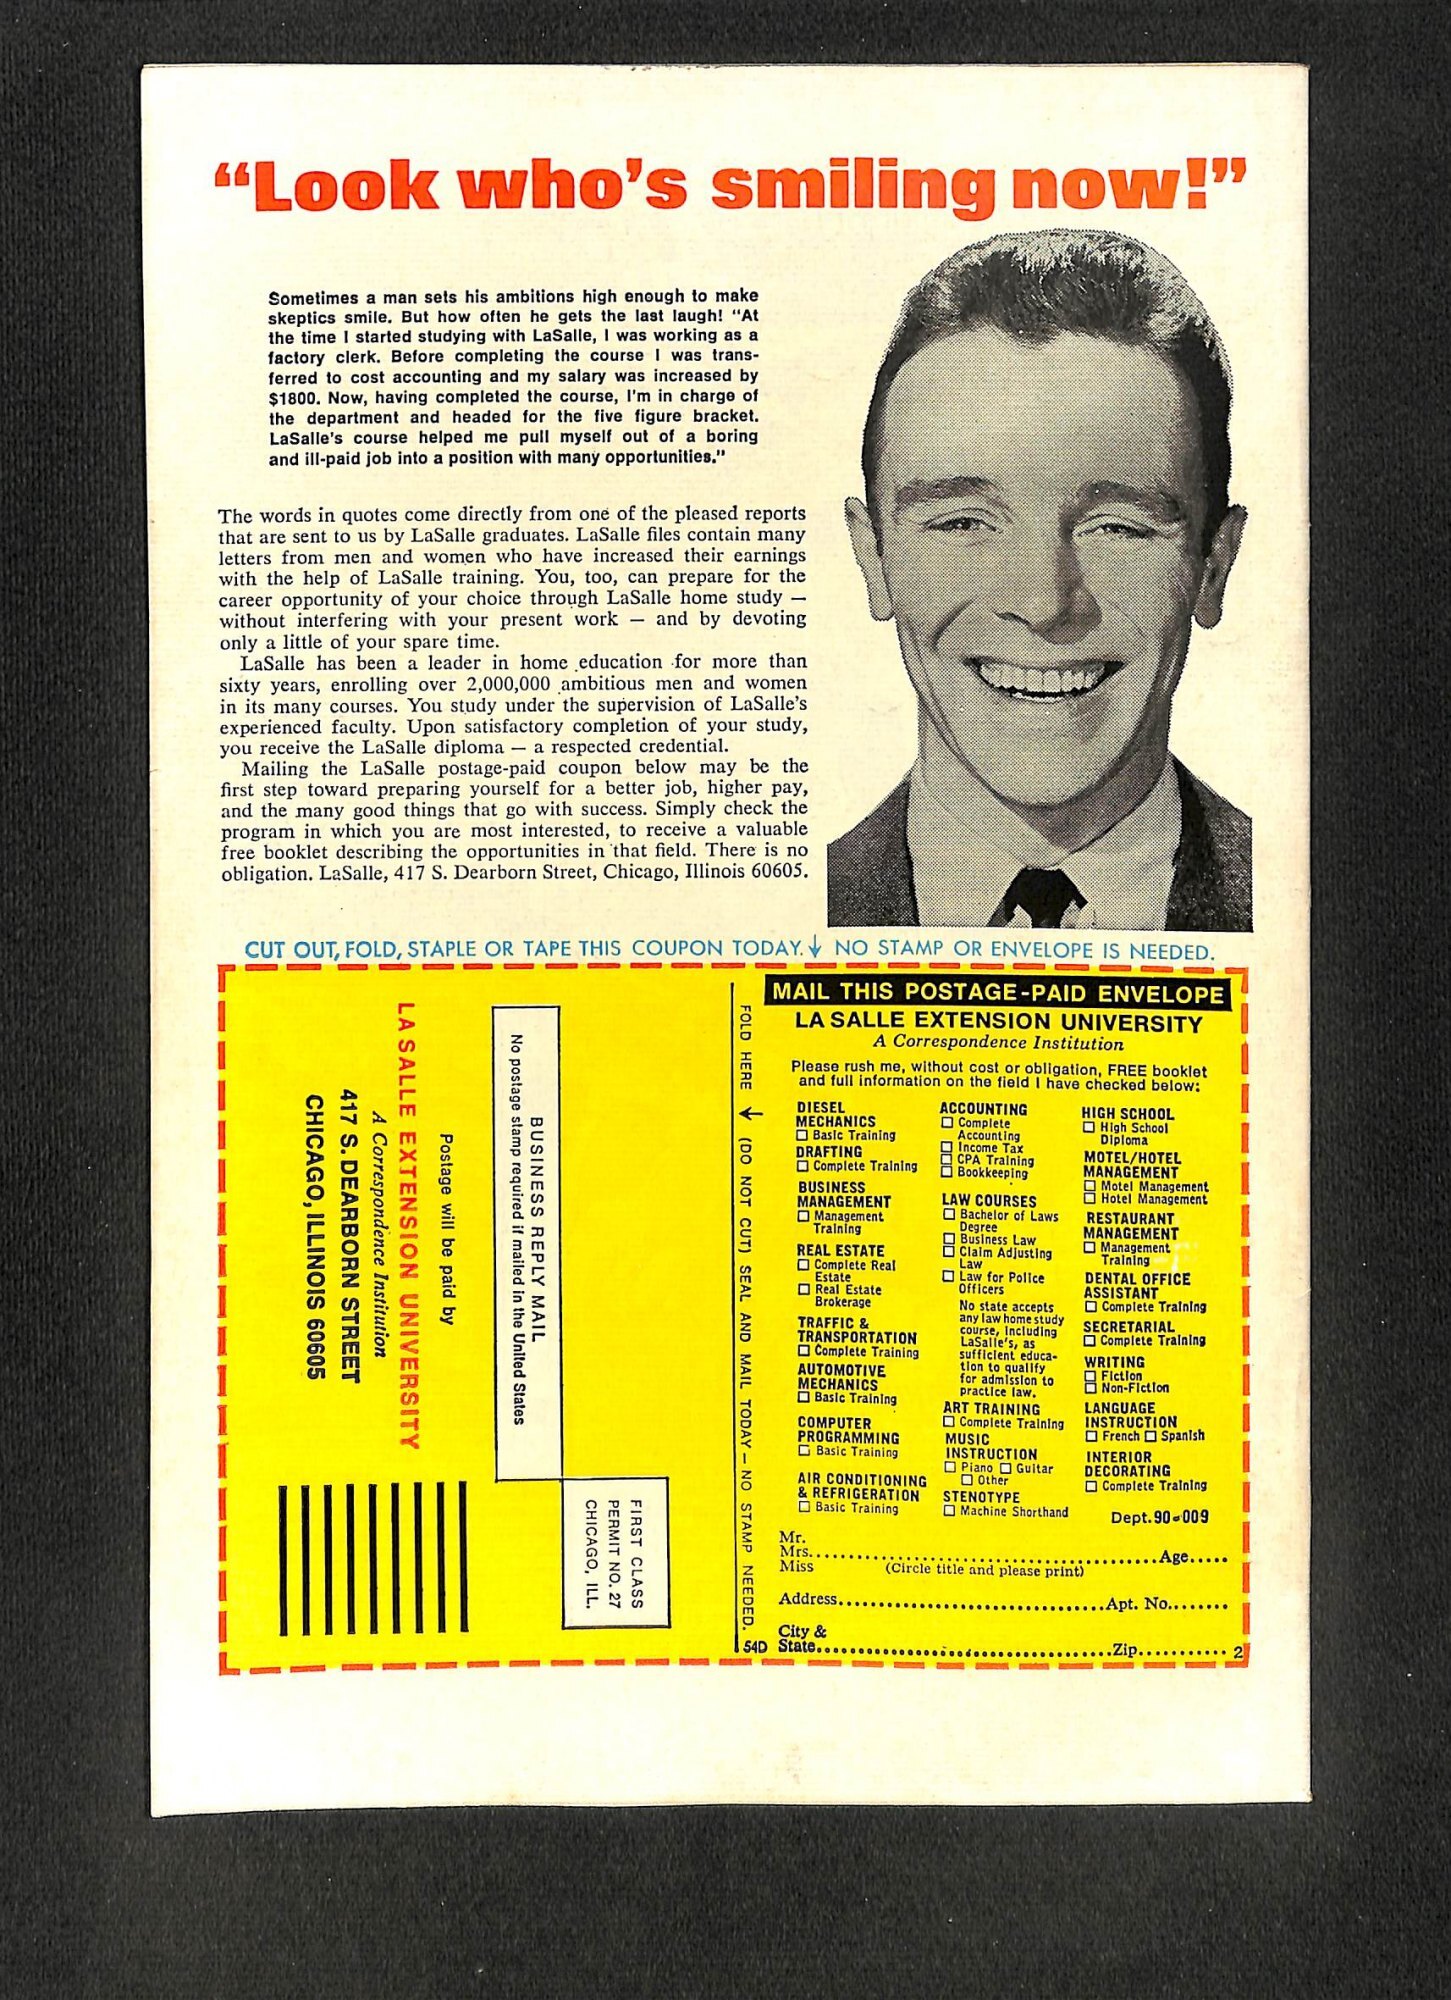 “Look who’s smiling now!”
Sometimes a man sets his ambitions high enough to make
skeptics smile. But how often he gets the last laugh! “At
the time I started studying with LaSalle, I was working as a
factory clerk. Before completing the course I was trans-
ferred to cost accounting and my salary was increased by
$1800. Now, having completed the course, I’m in charge of
the department and headed for the five figure bracket.
LaSalle’s course helped me pull myself out of a boring
and ill-paid job into a position with many opportunities.”
The words in quotes come directly from one of the pleased reports
that are sent to us by LaSalle graduates. LaSalle files contain many
letters from men and women who have increased their earnings
with the help of LaSalle training. You, too, can prepare for the
career opportunity of your choice through LaSalle home study —
without interfering with your present work — and by devoting
only a little of your spare time.
LaSalle has been a leader in home education for more than
sixty years, enrolling over 2,000,000 ambitious men and women
in its many courses. You study under the supervision of LaSalle’s
experienced faculty. Upon satisfactory completion of your study,
you receive the LaSalle diploma — a respected credential.
Mailing the LaSalle postage-paid coupon below may be the
first step toward preparing yourself for a better job, higher pay,
and the many good things that go with success. Simply check the
program in which you are most interested, to receive a valuable
free booklet describing the opportunities in that field. There is no
obligation. LaSalle, 417 S. Dearborn Street, Chicago, Illinois 60605.
CUT OUT, FOLD, STAPLE OR TAPE THIS COUPON TODAY.↓ NO STAMP OR ENVELOPE IS NEEDED.
FIRST CLASS
PERMIT NO. 27
CHICAGO, ILL.
BUSINESS REPLY MAIL
No postage stamp required if mailed in the United States
Postage will be paid by
LASALLE EXTENSION UNIVERSITY
A Correspondence Institution
417 S. DEARBORN STREET
CHICAGO, ILLINOIS 60605
FOLD HERE → (DO NOT CUT) SEAL AND MAIL TODAY — NO STAMP NEEDED.
54D
MAIL THIS POSTAGE-PAID ENVELOPE
LA SALLE EXTENSION UNIVERSITY
A Correspondence Institution
Please rush me, without cost or obligation, FREE booklet
and full information on the field I have checked below:
DIESEL
MECHANICS
☐ Basic Training
DRAFTING
☐ Complete Training
BUSINESS
MANAGEMENT
☐ Management
Training
REAL ESTATE
☐ Complete Real
Estate
☐ Real Estate
Brokerage
TRAFFIC &
TRANSPORTATION
☐ Complete Training
AUTOMOTIVE
MECHANICS
☐ Basic Training
COMPUTER
PROGRAMMING
☐ Basic Training
AIR CONDITIONING
& REFRIGERATION
☐ Basic Training
ACCOUNTING
☐ Complete
Accounting
☐ Income Tax
☐ CPA Training
☐ Bookkeeping
LAW COURSES
☐ Bachelor of Laws
Degree
☐ Business Law
☐ Claim Adjusting
Law
☐ Law for Police
Officers
No state accepts
any law home study
course, including
LaSalle’s, as
sufficient educa-
tion to qualify
for admission to
practice law.
ART TRAINING
☐ Complete Training
MUSIC
INSTRUCTION
☐ Piano ☐ Guitar
☐ Other
STENOTYPE
☐ Machine Shorthand
HIGH SCHOOL
☐ High School
Diploma
MOTEL/HOTEL
MANAGEMENT
☐ Motel Management
☐ Hotel Management
RESTAURANT
MANAGEMENT
☐ Management
Training
DENTAL OFFICE
ASSISTANT
☐ Complete Training
SECRETARIAL
☐ Complete Training
WRITING
☐ Fiction
☐ Non-Fiction
LANGUAGE
INSTRUCTION
☐ French ☐ Spanish
INTERIOR
DECORATING
☐ Complete Training
Dept. 90-009
Mr.
Mrs. Age
Miss (Circle title and please print)
Address Apt. No.
City &
State Zip 2